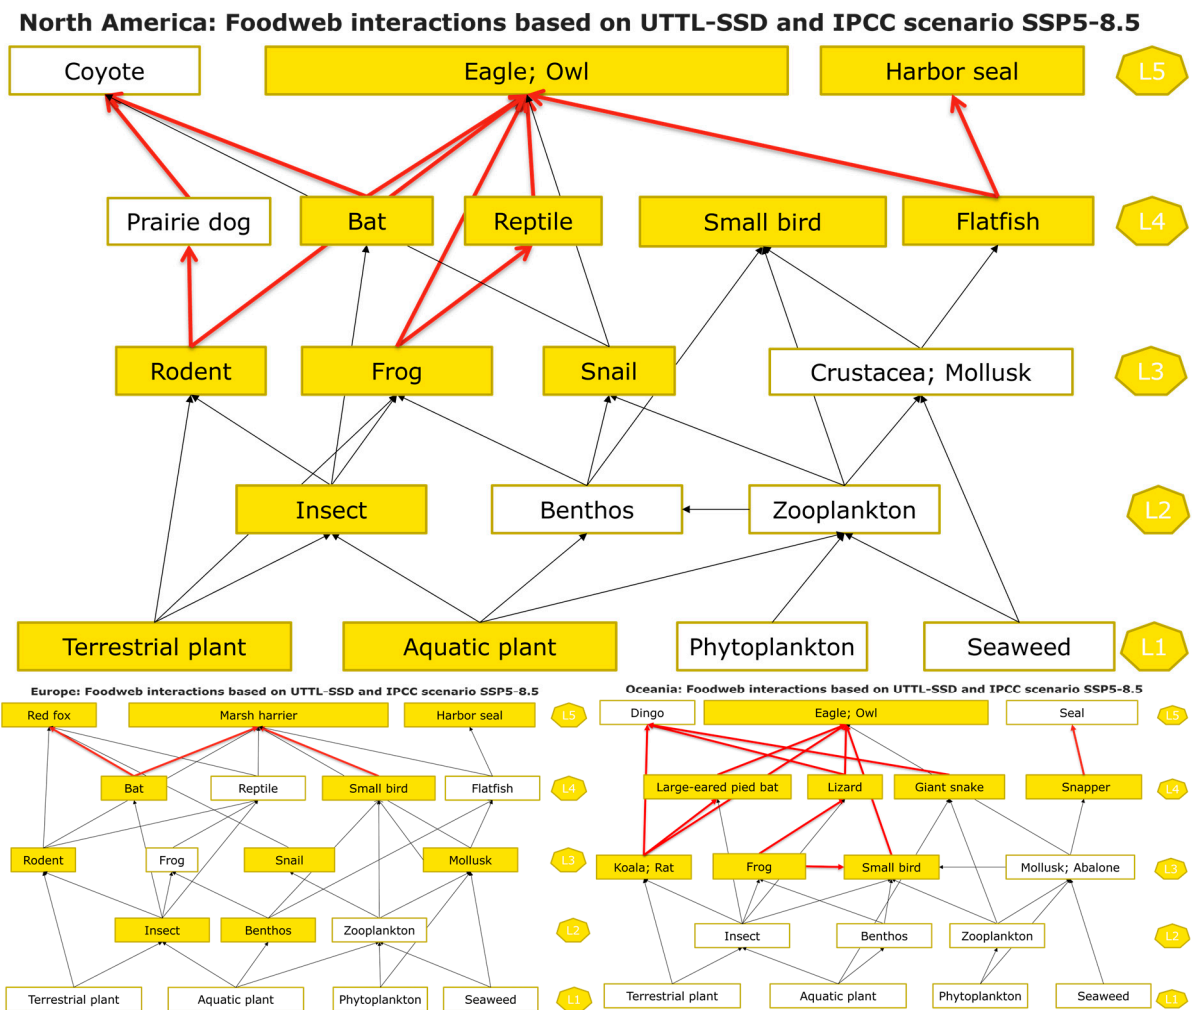 North America: Foodweb interactions based on UTTL-SSD and IPCC scenario SSP5-8.5
Coyote
Eagle; Owl
Harbor seal
L5
Prairie dog
Bat
Reptile
Small bird
Flatfish
L4
Rodent
Frog
Snail
Crustacea; Mollusk
L3
Insect
Benthos
Zooplankton
L2
Terrestrial plant
Aquatic plant
Phytoplankton
Seaweed
L1
Europe: Foodweb interactions based on UTTL-SSD and IPCC scenario SSP5-8.5
Red fox
Marsh harrier
Harbor seal
L5
Bat
Reptile
Small bird
Flatfish
L4
Rodent
Frog
Snail
Mollusk
L3
Insect
Benthos
Zooplankton
L2
Terrestrial plant
Aquatic plant
Phytoplankton
Seaweed
L1
Oceania: Foodweb interactions based on UTTL-SSD and IPCC scenario SSP5-8.5
Dingo
Eagle; Owl
Seal
L5
Large-eared pied bat
Lizard
Giant snake
Snapper
L4
Koala; Rat
Frog
Small bird
Mollusk; Abalone
L3
Insect
Benthos
Zooplankton
L2
Terrestrial plant
Aquatic plant
Phytoplankton
Seaweed
L1